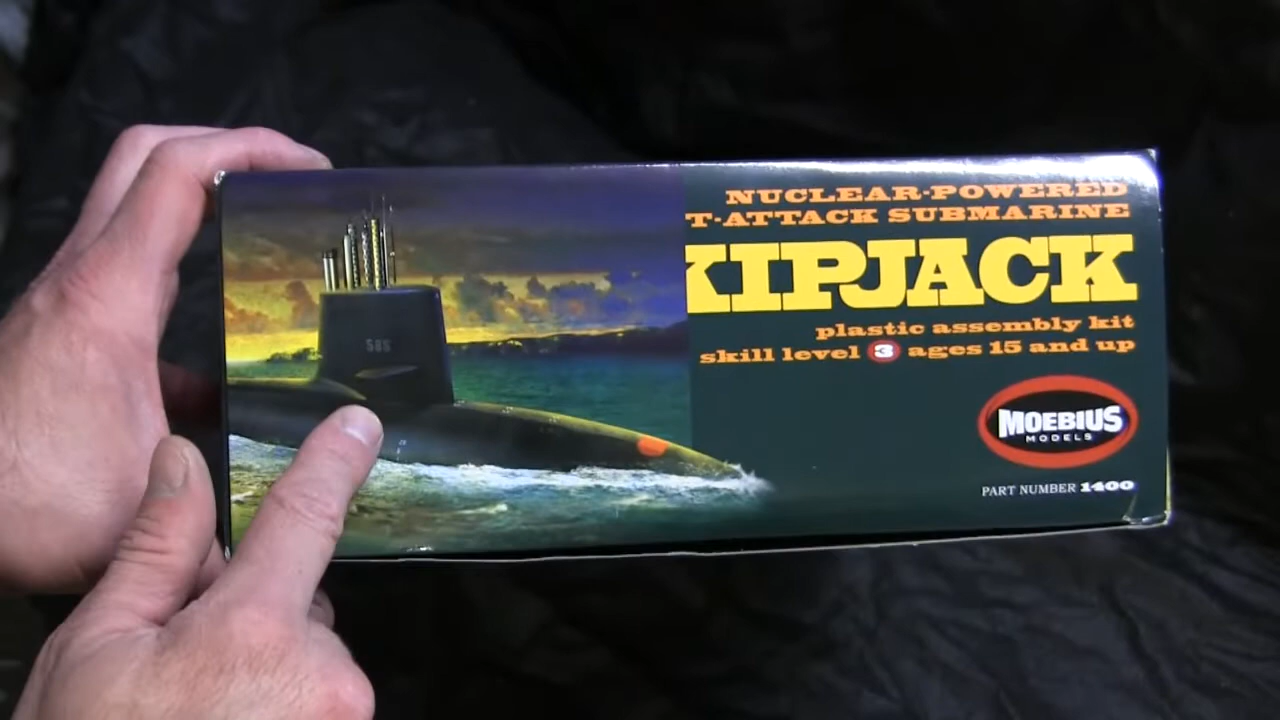 NUCLEAR-POWERED
T-ATTACK SUBMARINE
KIPJACK
plastic assembly kit
skill level 3 ages 15 and up
585
MOEBIUS
MODELS
PART NUMBER 1400